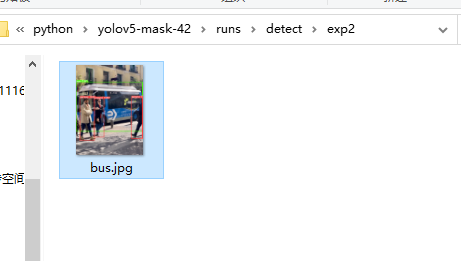 « python > yolov5-mask-42 > runs > detect > exp2
1116
空间
bus.jpg